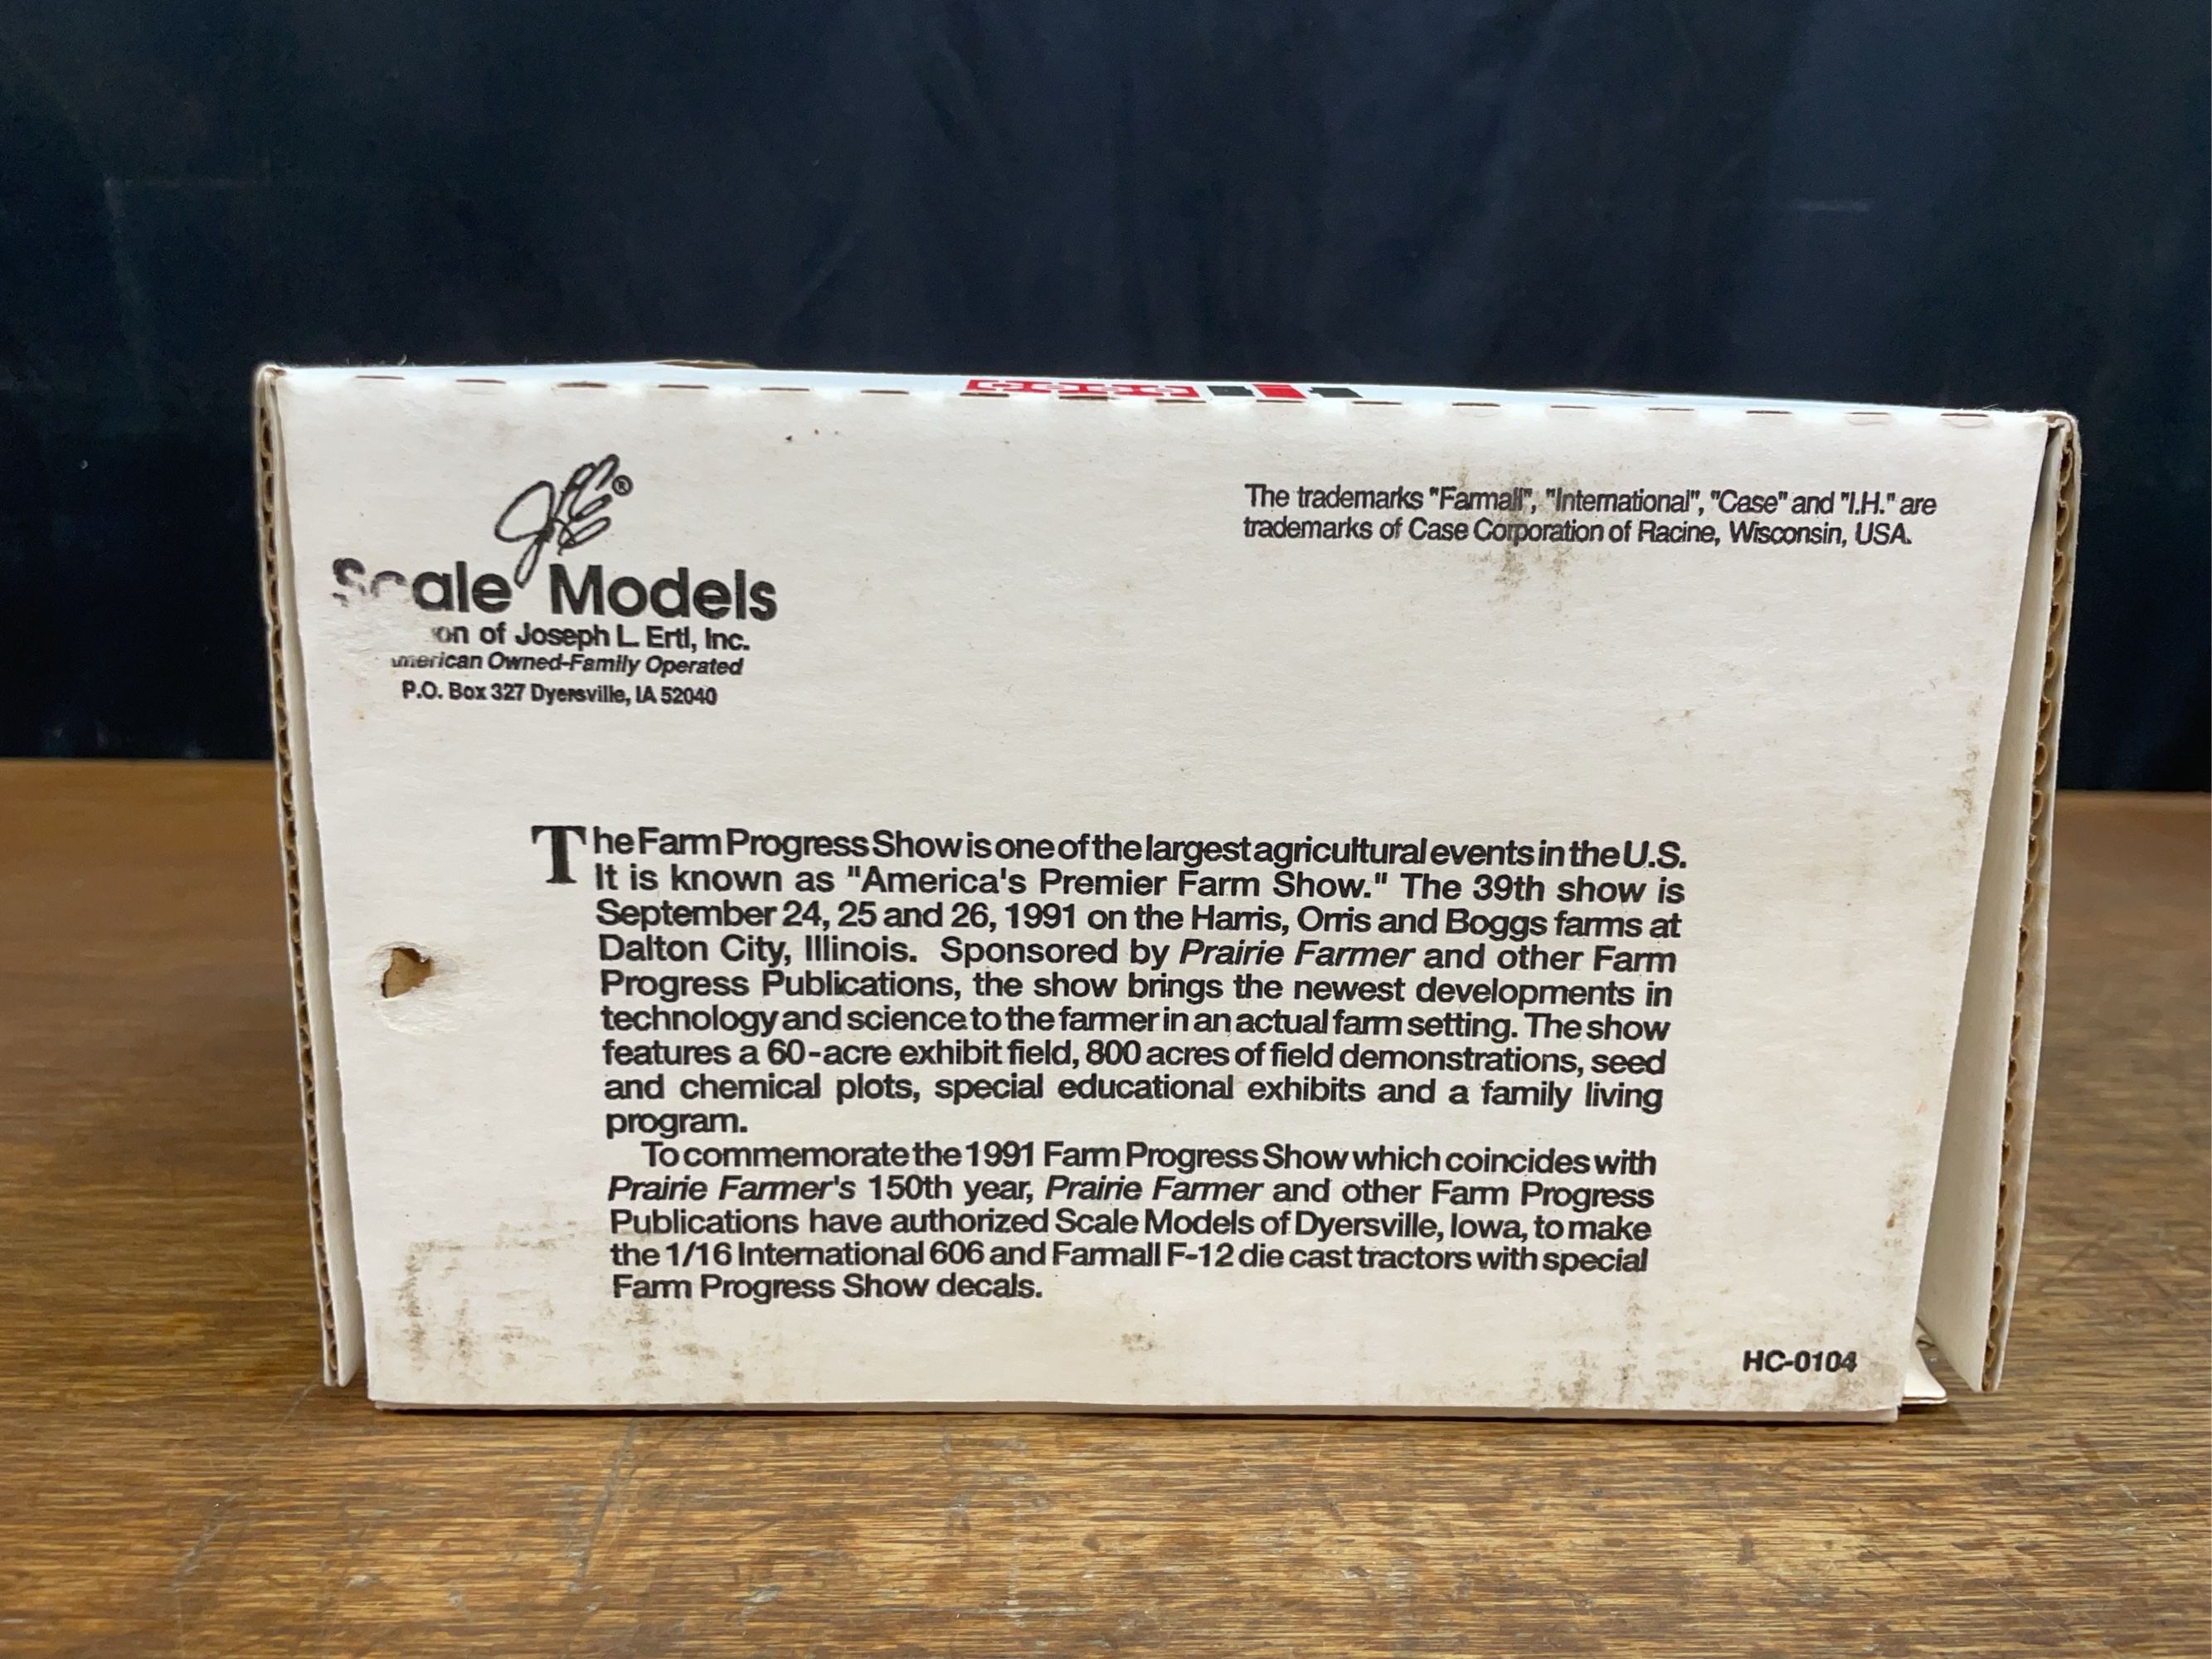 JLE®
Scale Models
on of Joseph L. Ertl, Inc.
American Owned-Family Operated
P.O. Box 327 Dyersville, IA 52040
The trademarks "Farmall", "International", "Case" and "I.H." are
trademarks of Case Corporation of Racine, Wisconsin, USA.
The Farm Progress Show is one of the largest agricultural events in the U.S.
It is known as "America's Premier Farm Show." The 39th show is
September 24, 25 and 26, 1991 on the Harris, Orris and Boggs farms at
Dalton City, Illinois. Sponsored by Prairie Farmer and other Farm
Progress Publications, the show brings the newest developments in
technology and science to the farmer in an actual farm setting. The show
features a 60-acre exhibit field, 800 acres of field demonstrations, seed
and chemical plots, special educational exhibits and a family living
program.
To commemorate the 1991 Farm Progress Show which coincides with
Prairie Farmer's 150th year, Prairie Farmer and other Farm Progress
Publications have authorized Scale Models of Dyersville, Iowa, to make
the 1/16 International 606 and Farmall F-12 die cast tractors with special
Farm Progress Show decals.
HC-0104